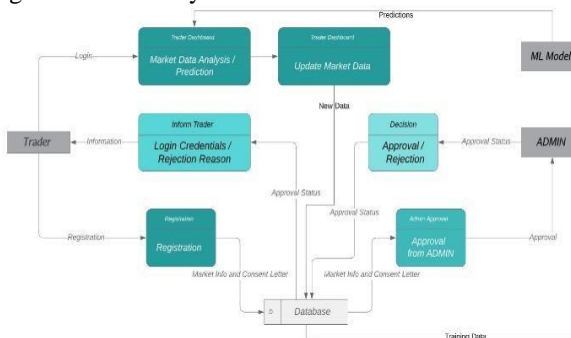 Predictions
Trader Dashboard
Market Data Analysis /
Prediction
Trader Dashboard
Update Market Data
ML Model
Login
New Data
Inform Trader
Login Credentials /
Rejection Reason
Decision
Approval /
Rejection
Trader
Information
Approval Status
ADMIN
Approval Status
Approval Status
Registration
Registration
Admin Approval
Approval
from ADMIN
Registration
Approval
Market Info and Consent Letter
Market Info and Consent Letter
D
Database
Training Data